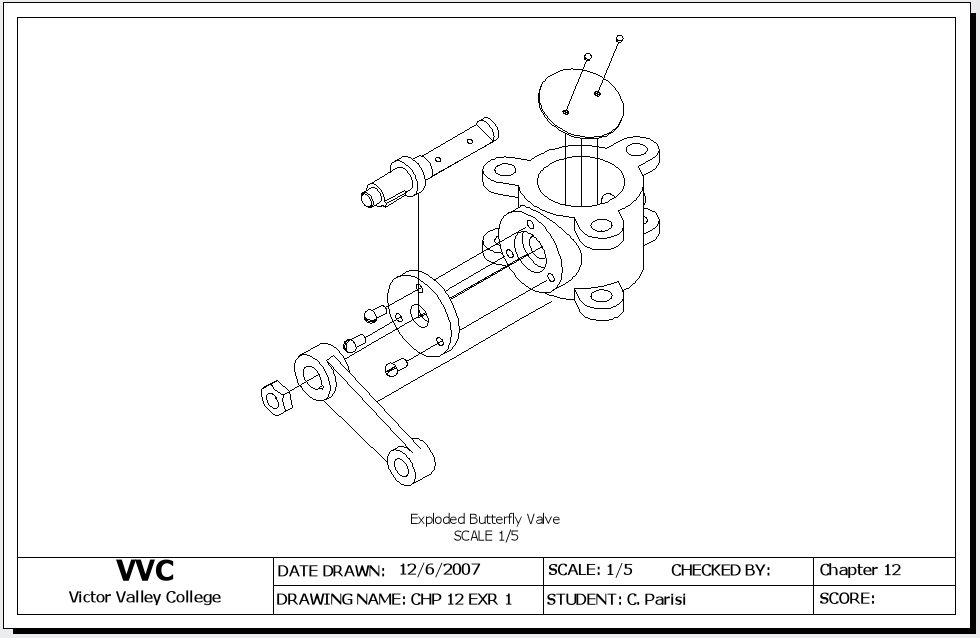 Exploded Butterfly Valve
SCALE 1/5
VVC
Victor Valley College
DATE DRAWN: 12/6/2007
SCALE: 1/5 CHECKED BY:
Chapter 12
DRAWING NAME: CHP 12 EXR 1
STUDENT: C. Parisi
SCORE: